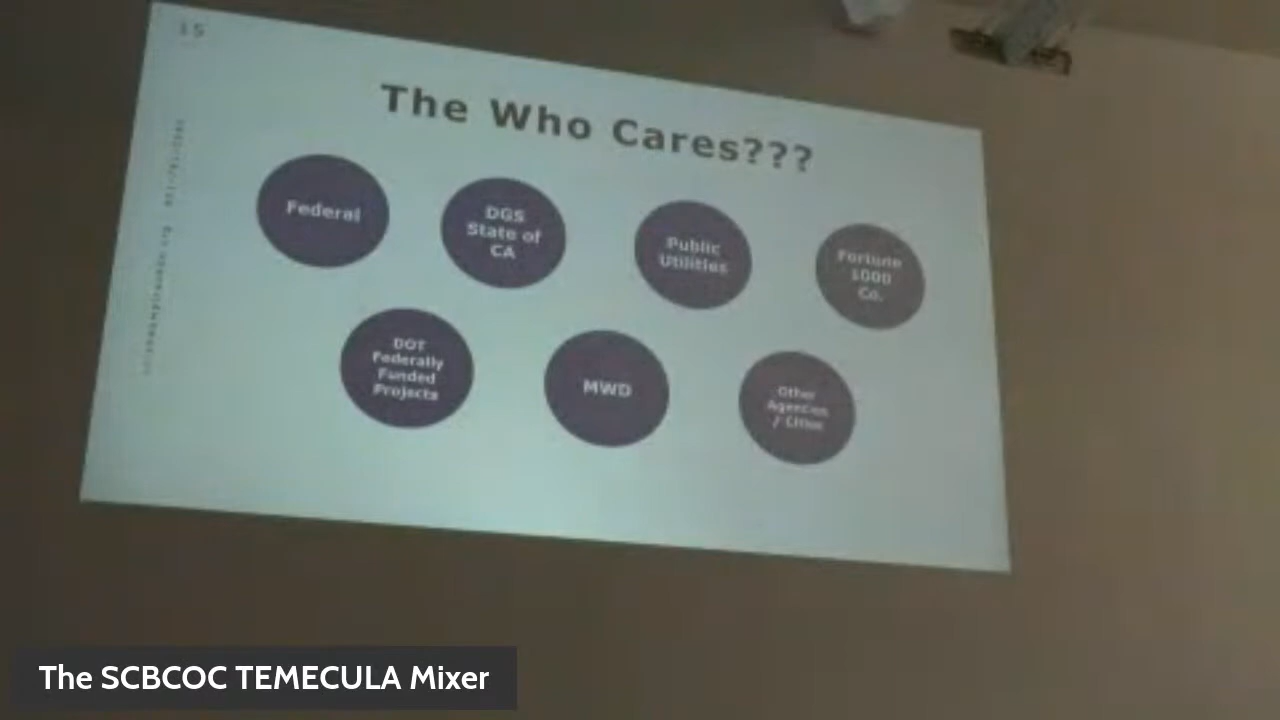 15
The Who Cares???
Federal
DGS
State of
CA
Public
Utilities
Fortune
1000
Co.
DOT
Federally
Funded
Projects
MWD
Other
Agencies
/ Cities
The SCBCOC TEMECULA Mixer